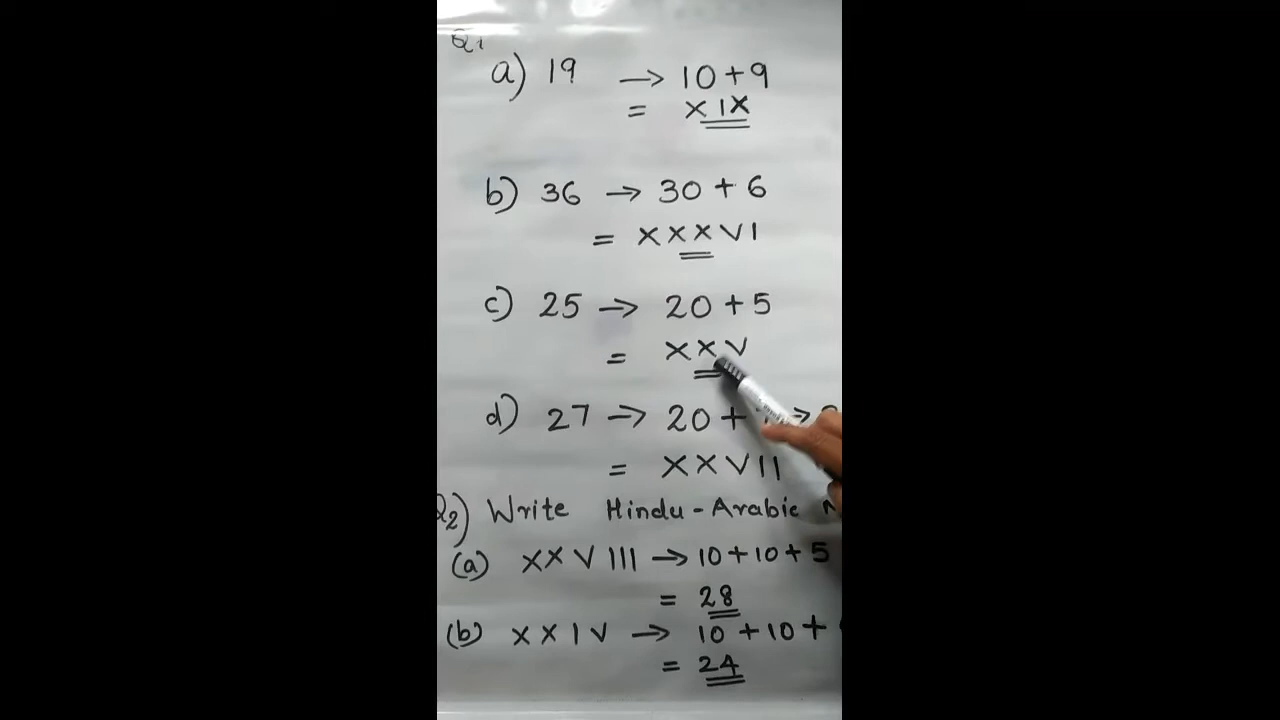 Q1
a) 19 → 10+9
= XIX
b) 36 → 30 + 6
= XXXVI
c) 25 → 20 + 5
= XXV
d) 27 → 20 +
= XXVII
Q2) Write Hindu-Arabic
(a) XXVIII → 10+10+5
= 28
(b) XXIV → 10 +10 +
= 24